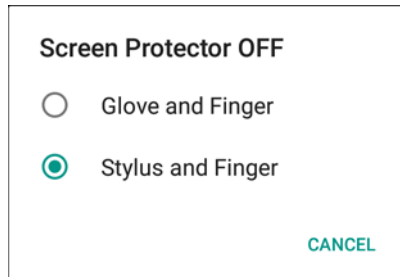 Screen Protector OFF
Glove and Finger
Stylus and Finger
CANCEL